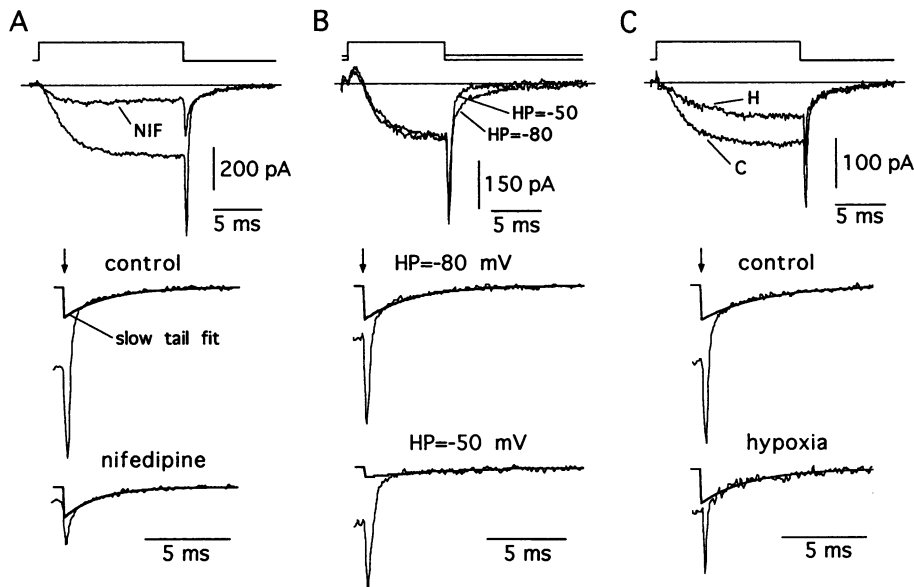 A
B
C
NIF
200 pA
5 ms
HP=-50
HP=-80
150 pA
5 ms
H
C
100 pA
5 ms
control
slow tail fit
nifedipine
5 ms
HP=-80 mV
HP=-50 mV
5 ms
control
hypoxia
5 ms